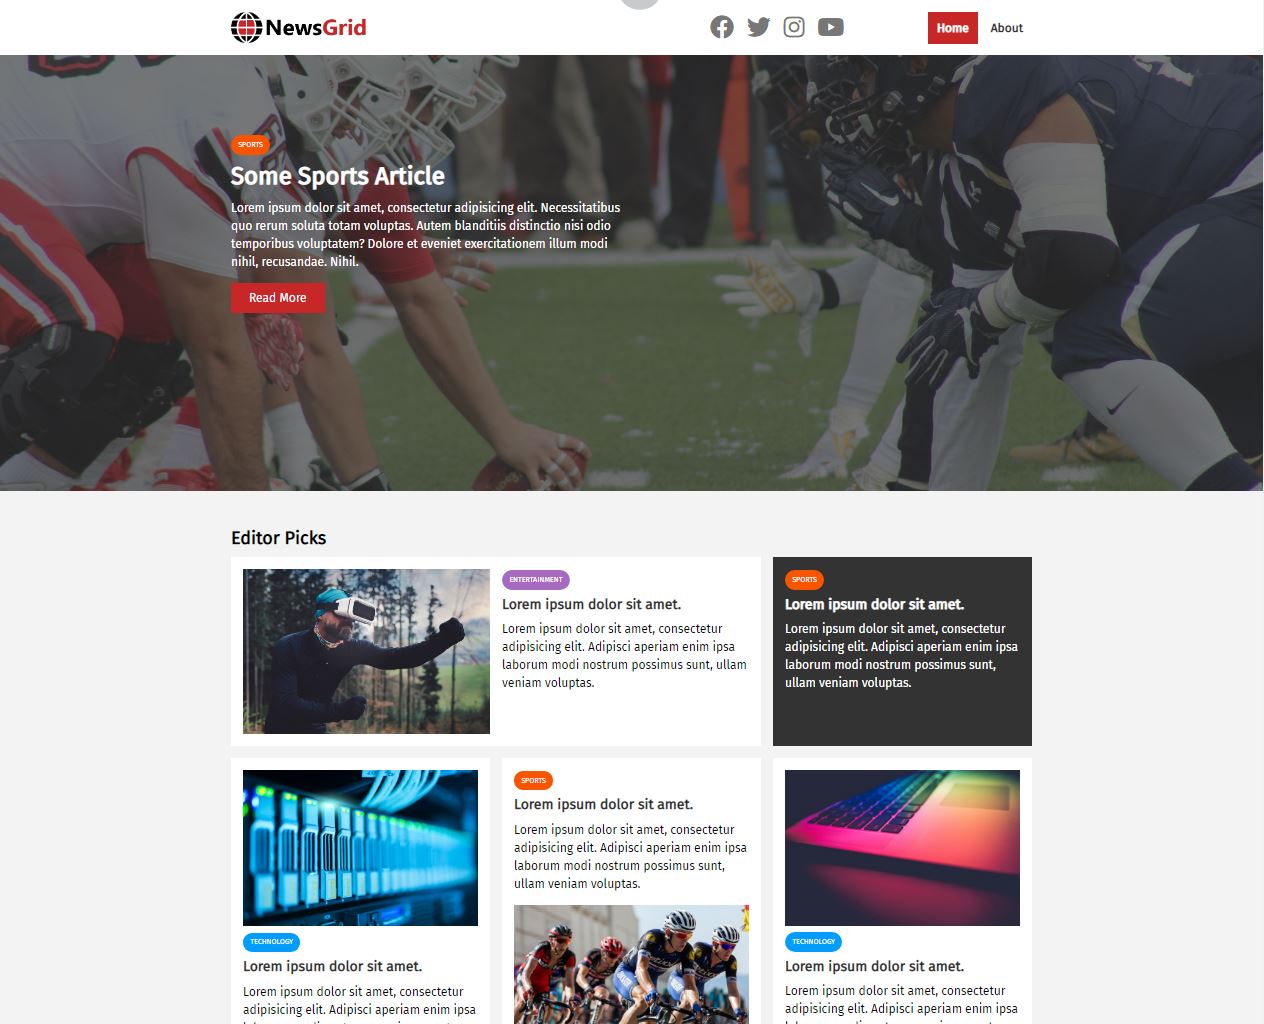 NewsGrid
Home
About
SPORTS
Some Sports Article
Lorem ipsum dolor sit amet, consectetur adipisicing elit. Necessitatibus
quo rerum soluta totam voluptas. Autem blanditiis distinctio nisi odio
temporibus voluptatem? Dolore et eveniet exercitationem illum modi
nihil, recusandae. Nihil.
Read More
Editor Picks
ENTERTAINMENT
Lorem ipsum dolor sit amet.
Lorem ipsum dolor sit amet, consectetur
adipisicing elit. Adipisci aperiam enim ipsa
laborum modi nostrum possimus sunt, ullam
veniam voluptas.
SPORTS
Lorem ipsum dolor sit amet.
Lorem ipsum dolor sit amet, consectetur
adipisicing elit. Adipisci aperiam enim ipsa
laborum modi nostrum possimus sunt,
ullam veniam voluptas.
TECHNOLOGY
Lorem ipsum dolor sit amet.
Lorem ipsum dolor sit amet, consectetur
adipisicing elit. Adipisci aperiam enim ipsa
SPORTS
Lorem ipsum dolor sit amet.
Lorem ipsum dolor sit amet, consectetur
adipisicing elit. Adipisci aperiam enim ipsa
laborum modi nostrum possimus sunt,
ullam veniam voluptas.
TECHNOLOGY
Lorem ipsum dolor sit amet.
Lorem ipsum dolor sit amet, consectetur
adipisicing elit. Adipisci aperiam enim ipsa